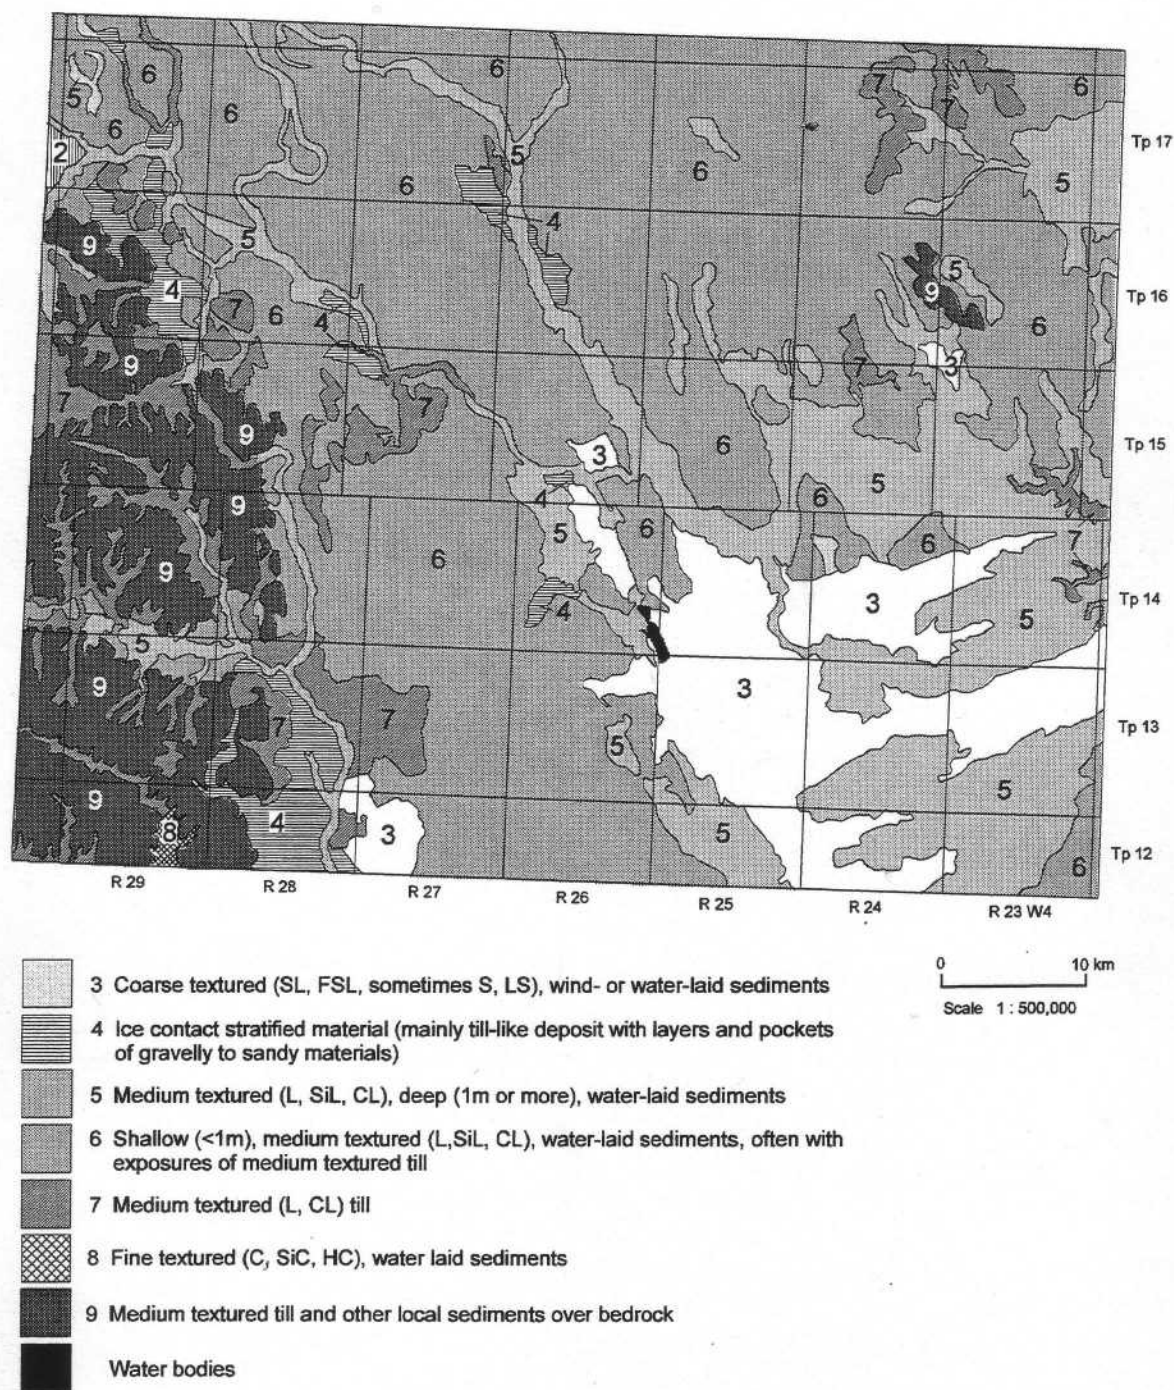 6
6
7
6
5
7
6
6
2
5
Tp 17
6
6
5
4
9
5
5
4
9
Tp 16
7
6
4
6
9
7
3
7
7
9
3
6
Tp 15
5
4
6
9
5
6
6
7
6
9
3
Tp 14
4
5
5
9
3
7
7
Tp 13
5
5
9
8
4
3
5
6
Tp 12
R 29
R 28
R 27
R 26
R 25
R 24
R 23 W4
0 10 km
Scale 1 : 500,000
3 Coarse textured (SL, FSL, sometimes S, LS), wind- or water-laid sediments
4 Ice contact stratified material (mainly till-like deposit with layers and pockets
of gravelly to sandy materials)
5 Medium textured (L, SiL, CL), deep (1m or more), water-laid sediments
6 Shallow (<1m), medium textured (L,SiL, CL), water-laid sediments, often with
exposures of medium textured till
7 Medium textured (L, CL) till
8 Fine textured (C, SiC, HC), water laid sediments
9 Medium textured till and other local sediments over bedrock
Water bodies